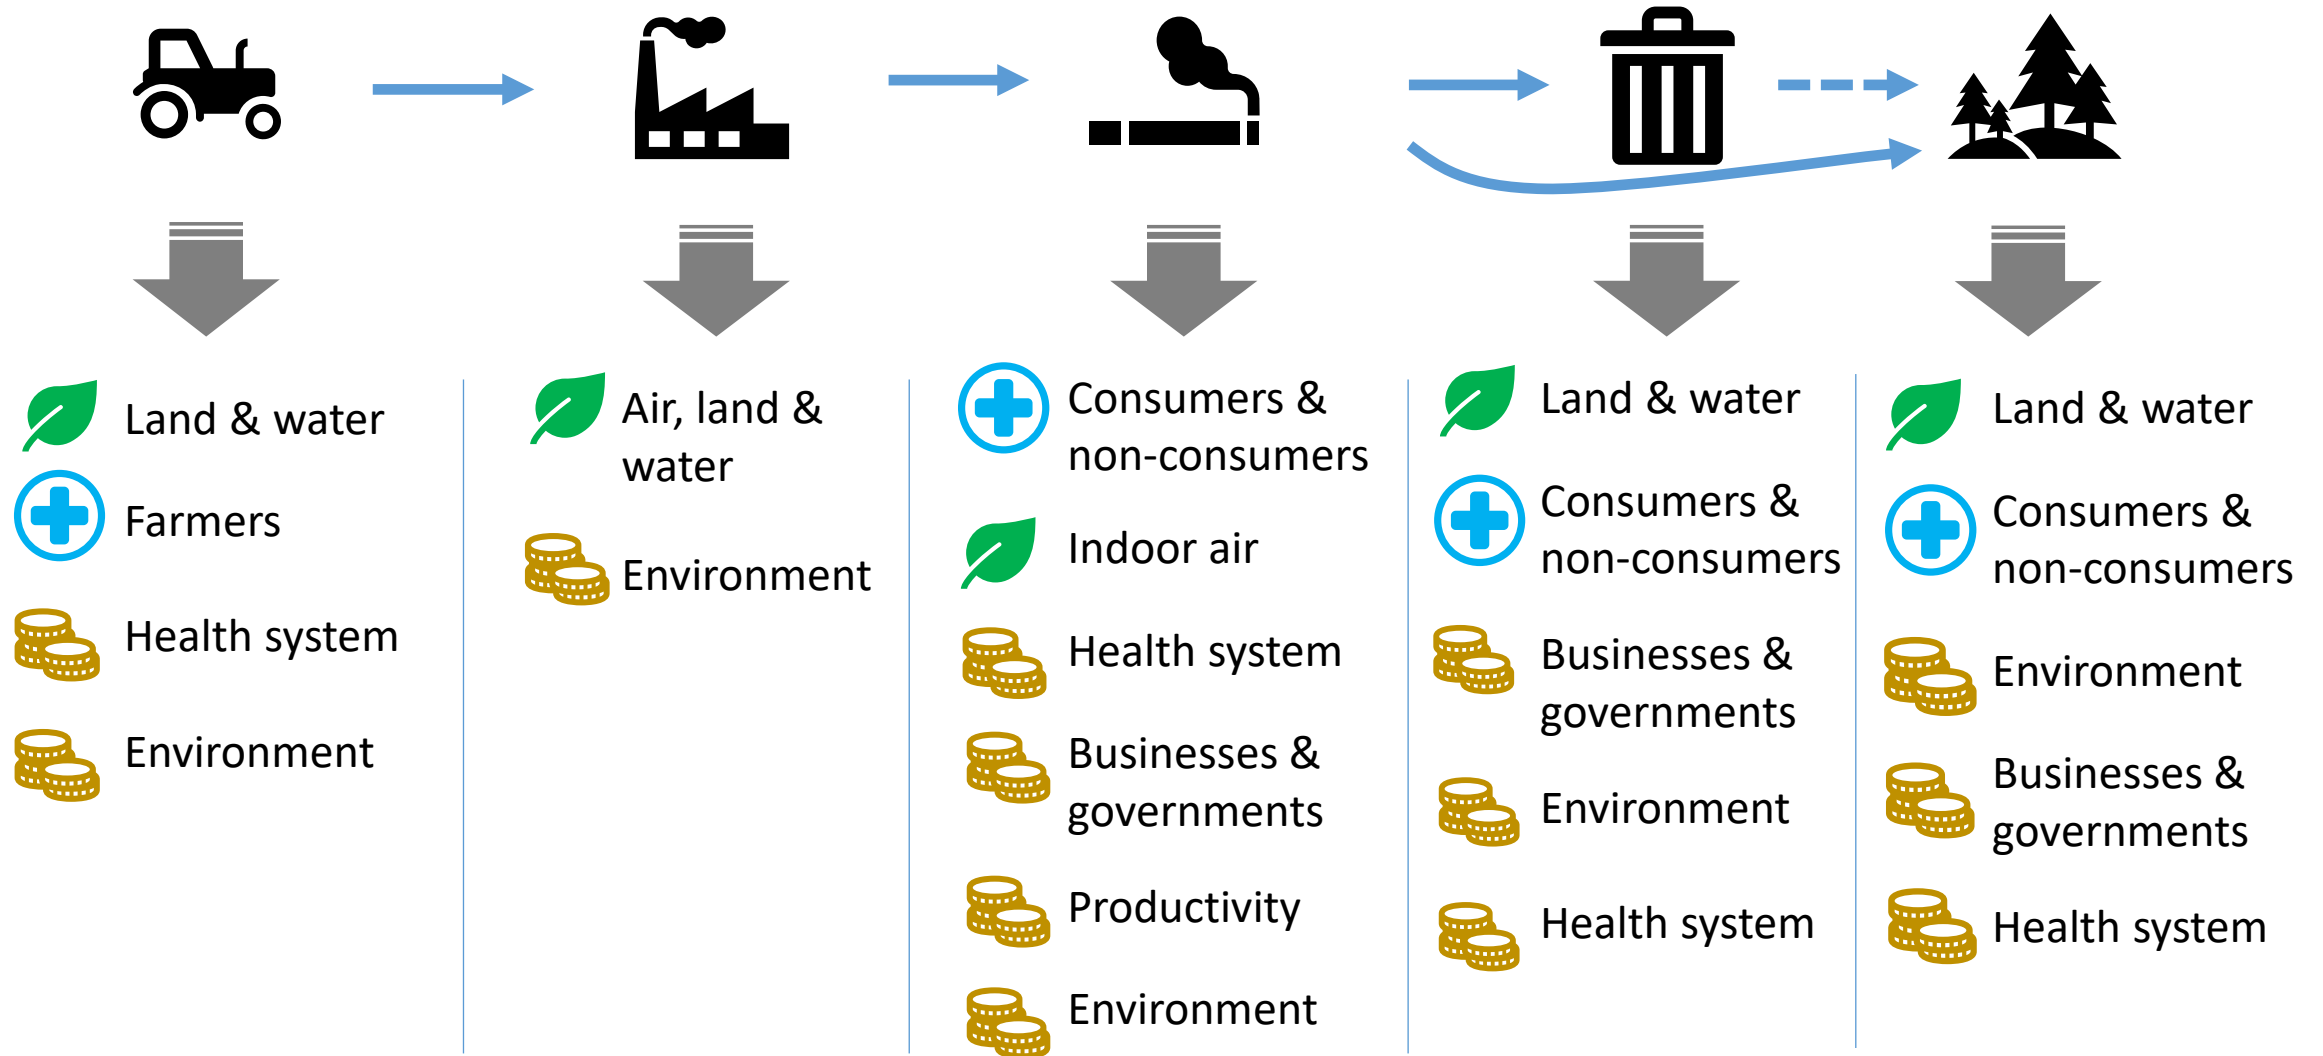 Land & water
Farmers
Health system
Environment
Air, land &
water
Environment
Consumers &
non-consumers
Indoor air
Health system
Businesses &
governments
Productivity
Environment
Land & water
Consumers &
non-consumers
Businesses &
governments
Environment
Health system
Land & water
Consumers &
non-consumers
Environment
Businesses &
governments
Health system